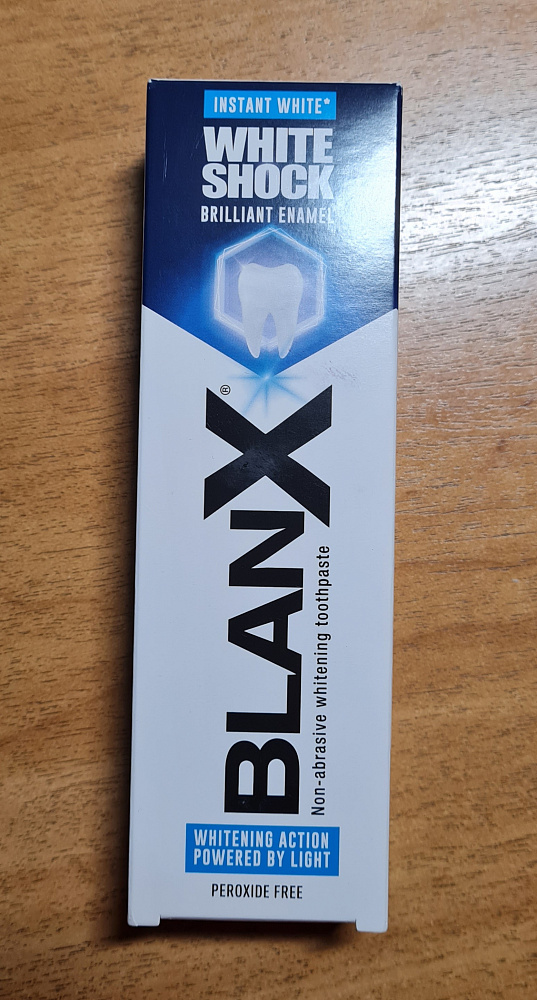 INSTANT WHITE*
WHITE
SHOCK
BRILLIANT ENAMEL
BLANX®
Non-abrasive whitening toothpaste
WHITENING ACTION
POWERED BY LIGHT
PEROXIDE FREE